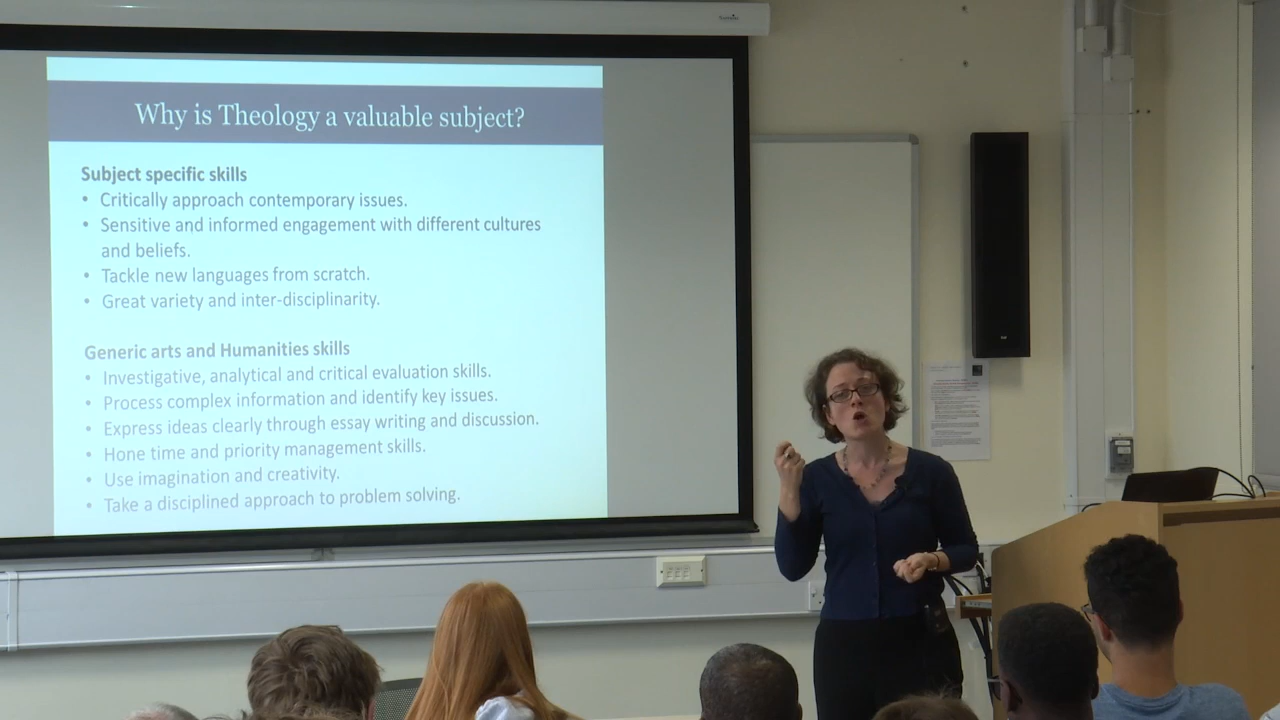 Why is Theology a valuable subject?
Subject specific skills
• Critically approach contemporary issues.
• Sensitive and informed engagement with different cultures
and beliefs.
• Tackle new languages from scratch.
• Great variety and inter-disciplinarity.
Generic arts and Humanities skills
• Investigative, analytical and critical evaluation skills.
• Process complex information and identify key issues.
• Express ideas clearly through essay writing and discussion.
• Hone time and priority management skills.
• Use imagination and creativity.
• Take a disciplined approach to problem solving.